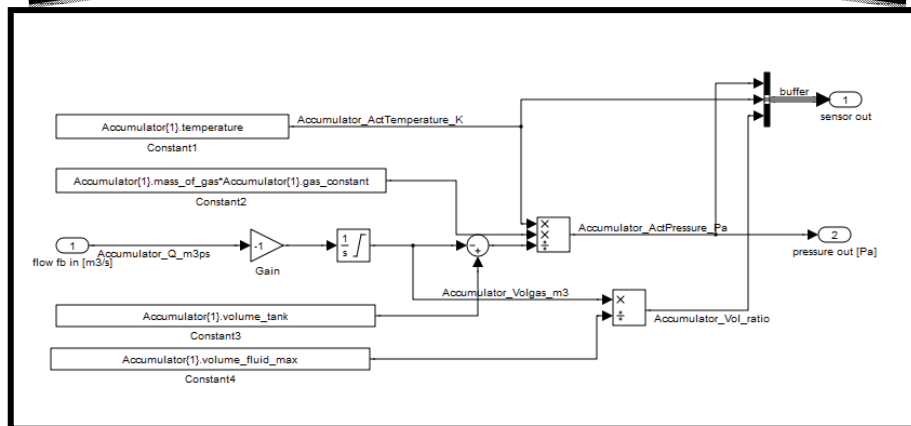 buffer
1
sensor out
Accumulator{1}.temperature
Accumulator_ActTemperature_K
Constant1
Accumulator{1}.mass_of_gas*Accumulator{1}.gas_constant
Constant2
×
×
÷
Accumulator_ActPressure_Pa
2
pressure out [Pa]
1
Accumulator_Q_m3ps
flow fb in [m3/s]
-1
Gain
1
s
−
+
Accumulator_Volgas_m3
×
÷
Accumulator_Vol_ratio
Accumulator{1}.volume_tank
Constant3
Accumulator{1}.volume_fluid_max
Constant4